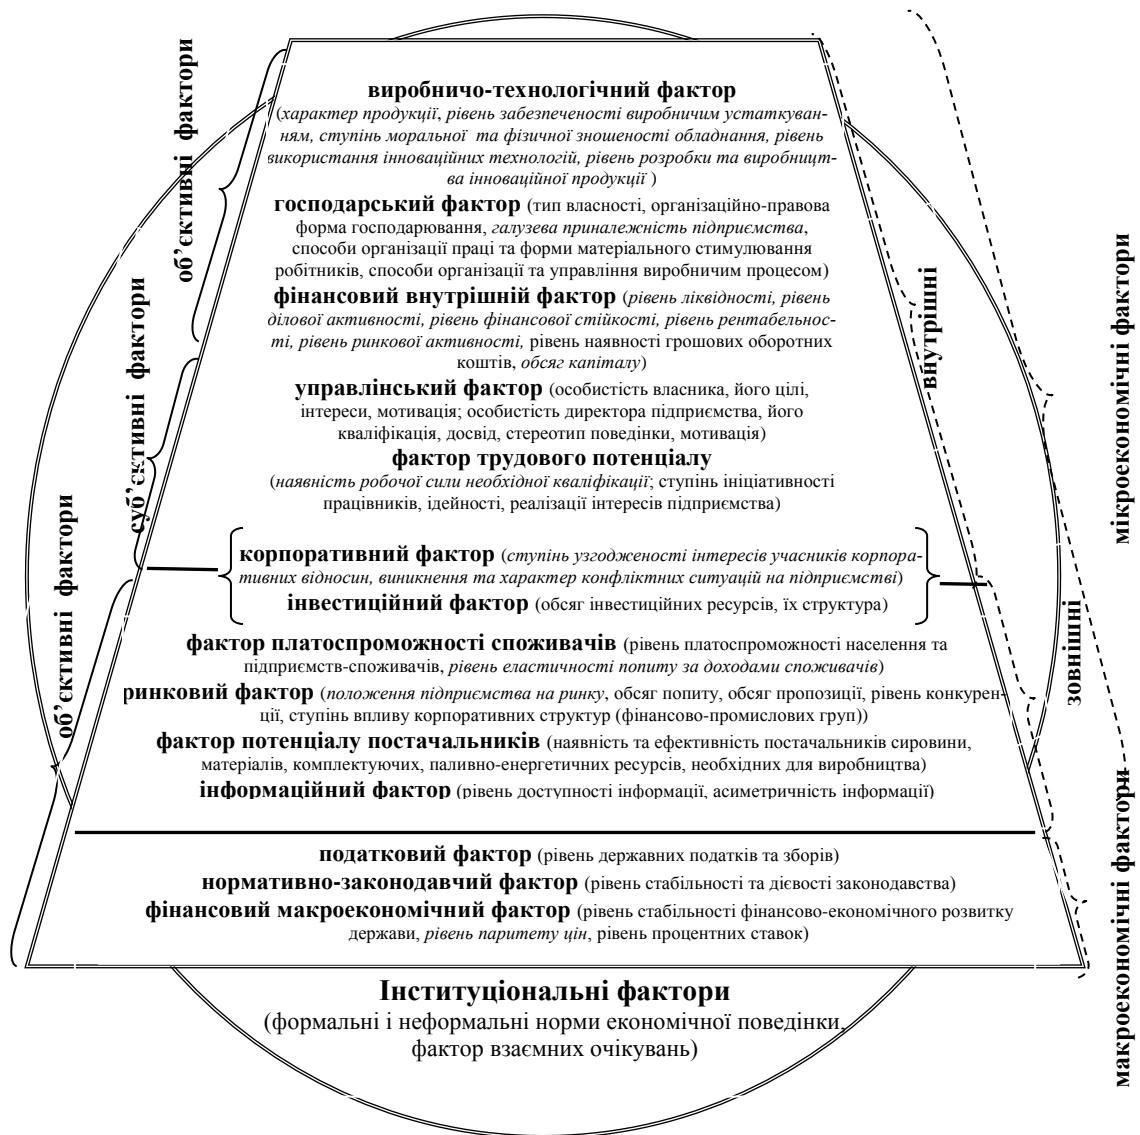 виробничо-технологічний фактор
(характер продукції, рівень забезпеченості виробничим устаткуван-
ням, ступінь моральної та фізичної зношеності обладнання, рівень
використання інноваційних технологій, рівень розробки та виробницт-
ва інноваційної продукції )
господарський фактор (тип власності, організаційно-правова
форма господарювання, галузева приналежність підприємства,
способи організації праці та форми матеріального стимулювання
робітників, способи організації та управління виробничим процесом)
фінансовий внутрішній фактор (рівень ліквідності, рівень
ділової активності, рівень фінансової стійкості, рівень рентабельнос-
ті, рівень ринкової активності, рівень наявності грошових оборотних
коштів, обсяг капіталу)
управлінський фактор (особистість власника, його цілі,
інтереси, мотивація; особистість директора підприємства, його
кваліфікація, досвід, стереотип поведінки, мотивація)
фактор трудового потенціалу
(наявність робочої сили необхідної кваліфікації; ступінь ініціативності
працівників, ідейності, реалізації інтересів підприємства)
корпоративний фактор (ступінь узгодженості інтересів учасників корпора-
тивних відносин, виникнення та характер конфліктних ситуацій на підприємстві)
інвестиційний фактор (обсяг інвестиційних ресурсів, їх структура)
фактор платоспроможності споживачів (рівень платоспроможності населення та
підприємств-споживачів, рівень еластичності попиту за доходами споживачів)
ринковий фактор (положення підприємства на ринку, обсяг попиту, обсяг пропозиції, рівень конкурен-
ції, ступінь впливу корпоративних структур (фінансово-промислових груп))
фактор потенціалу постачальників (наявність та ефективність постачальників сировини,
матеріалів, комплектуючих, паливно-енергетичних ресурсів, необхідних для виробництва)
інформаційний фактор (рівень доступності інформації, асиметричність інформації)
податковий фактор (рівень державних податків та зборів)
нормативно-законодавчий фактор (рівень стабільності та дієвості законодавства)
фінансовий макроекономічний фактор (рівень стабільності фінансово-економічного розвитку
держави, рівень паритету цін, рівень процентних ставок)
Інституціональні фактори
(формальні і неформальні норми економічної поведінки,
фактор взаємних очікувань)
об’єктивні фактори
суб’єктивні фактори
об’єктивні фактори
внутрішні
зовнішні
мікроекономічні фактори
макроекономічні фактори